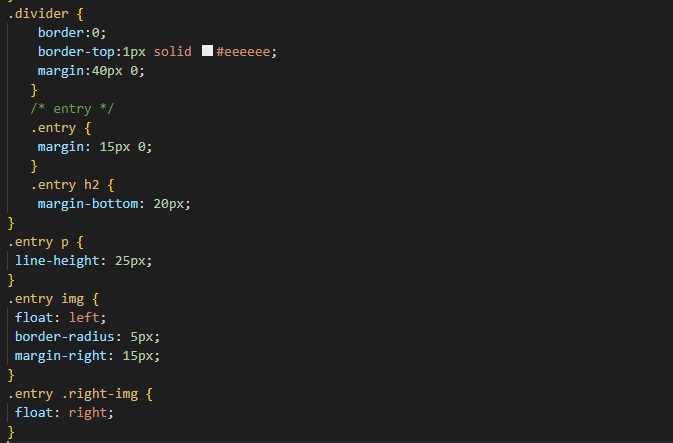 .divider {
    border:0;
    border-top:1px solid #eeeeee;
    margin:40px 0;
   }
   /* entry */
   .entry {
    margin: 15px 0;
   }
   .entry h2 {
    margin-bottom: 20px;
}
.entry p {
 line-height: 25px;
}
.entry img {
 float: left;
 border-radius: 5px;
 margin-right: 15px;
}
.entry .right-img {
 float: right;
}